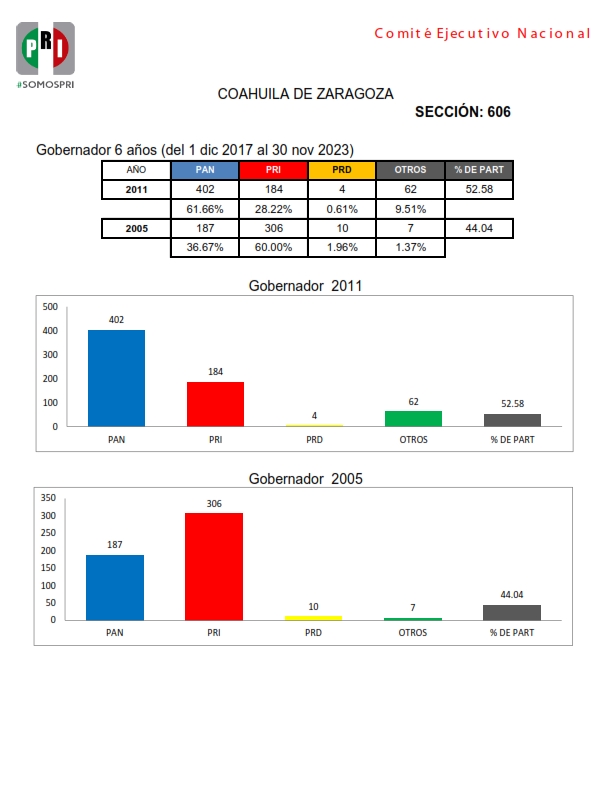 PRI
#SOMOSPRI
Comité Ejecutivo Nacional
COAHUILA DE ZARAGOZA
SECCIÓN: 606
Gobernador 6 años (del 1 dic 2017 al 30 nov 2023)
AÑO PAN PRI PRD OTROS % DE PART
2011 402 184 4 62 52.58
61.66% 28.22% 0.61% 9.51%
2005 187 306 10 7 44.04
36.67% 60.00% 1.96% 1.37%
Gobernador 2011
500
400
300
200
100
0
402
184
4
62
52.58
PAN PRI PRD OTROS % DE PART
Gobernador 2005
350
300
250
200
150
100
50
0
187
306
10
7
44.04
PAN PRI PRD OTROS % DE PART